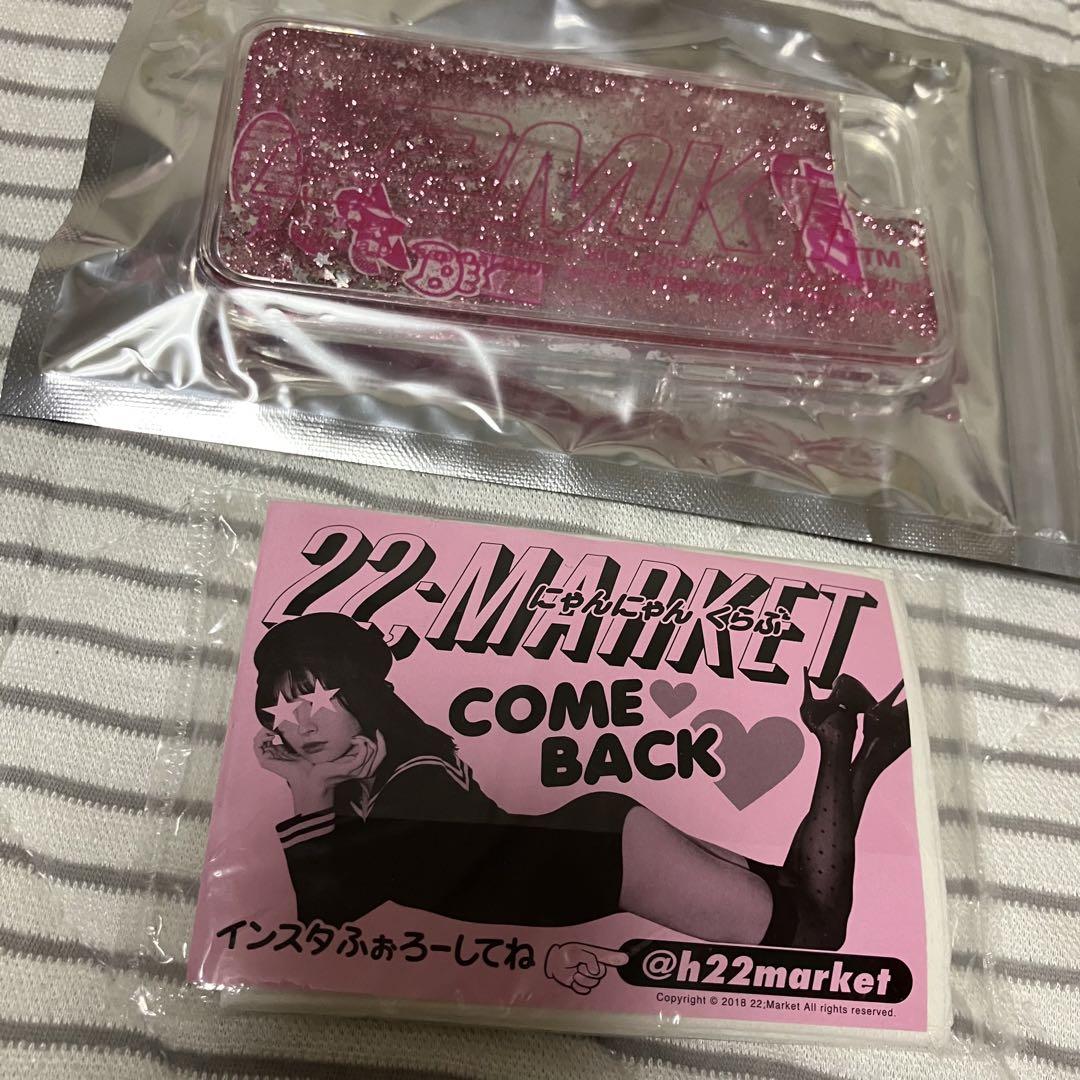 2MK
TM
22;MARKET
にゃんにゃん くらぶ
COME
BACK
インスタふぉろーしてね
@h22market
Copyright © 2018 22;Market All rights reserved.